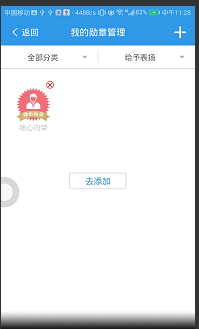 中国移动 448B/s 83% 中午11:28
返回 我的勋章管理
全部分类 给予表扬
细心向荣
去添加